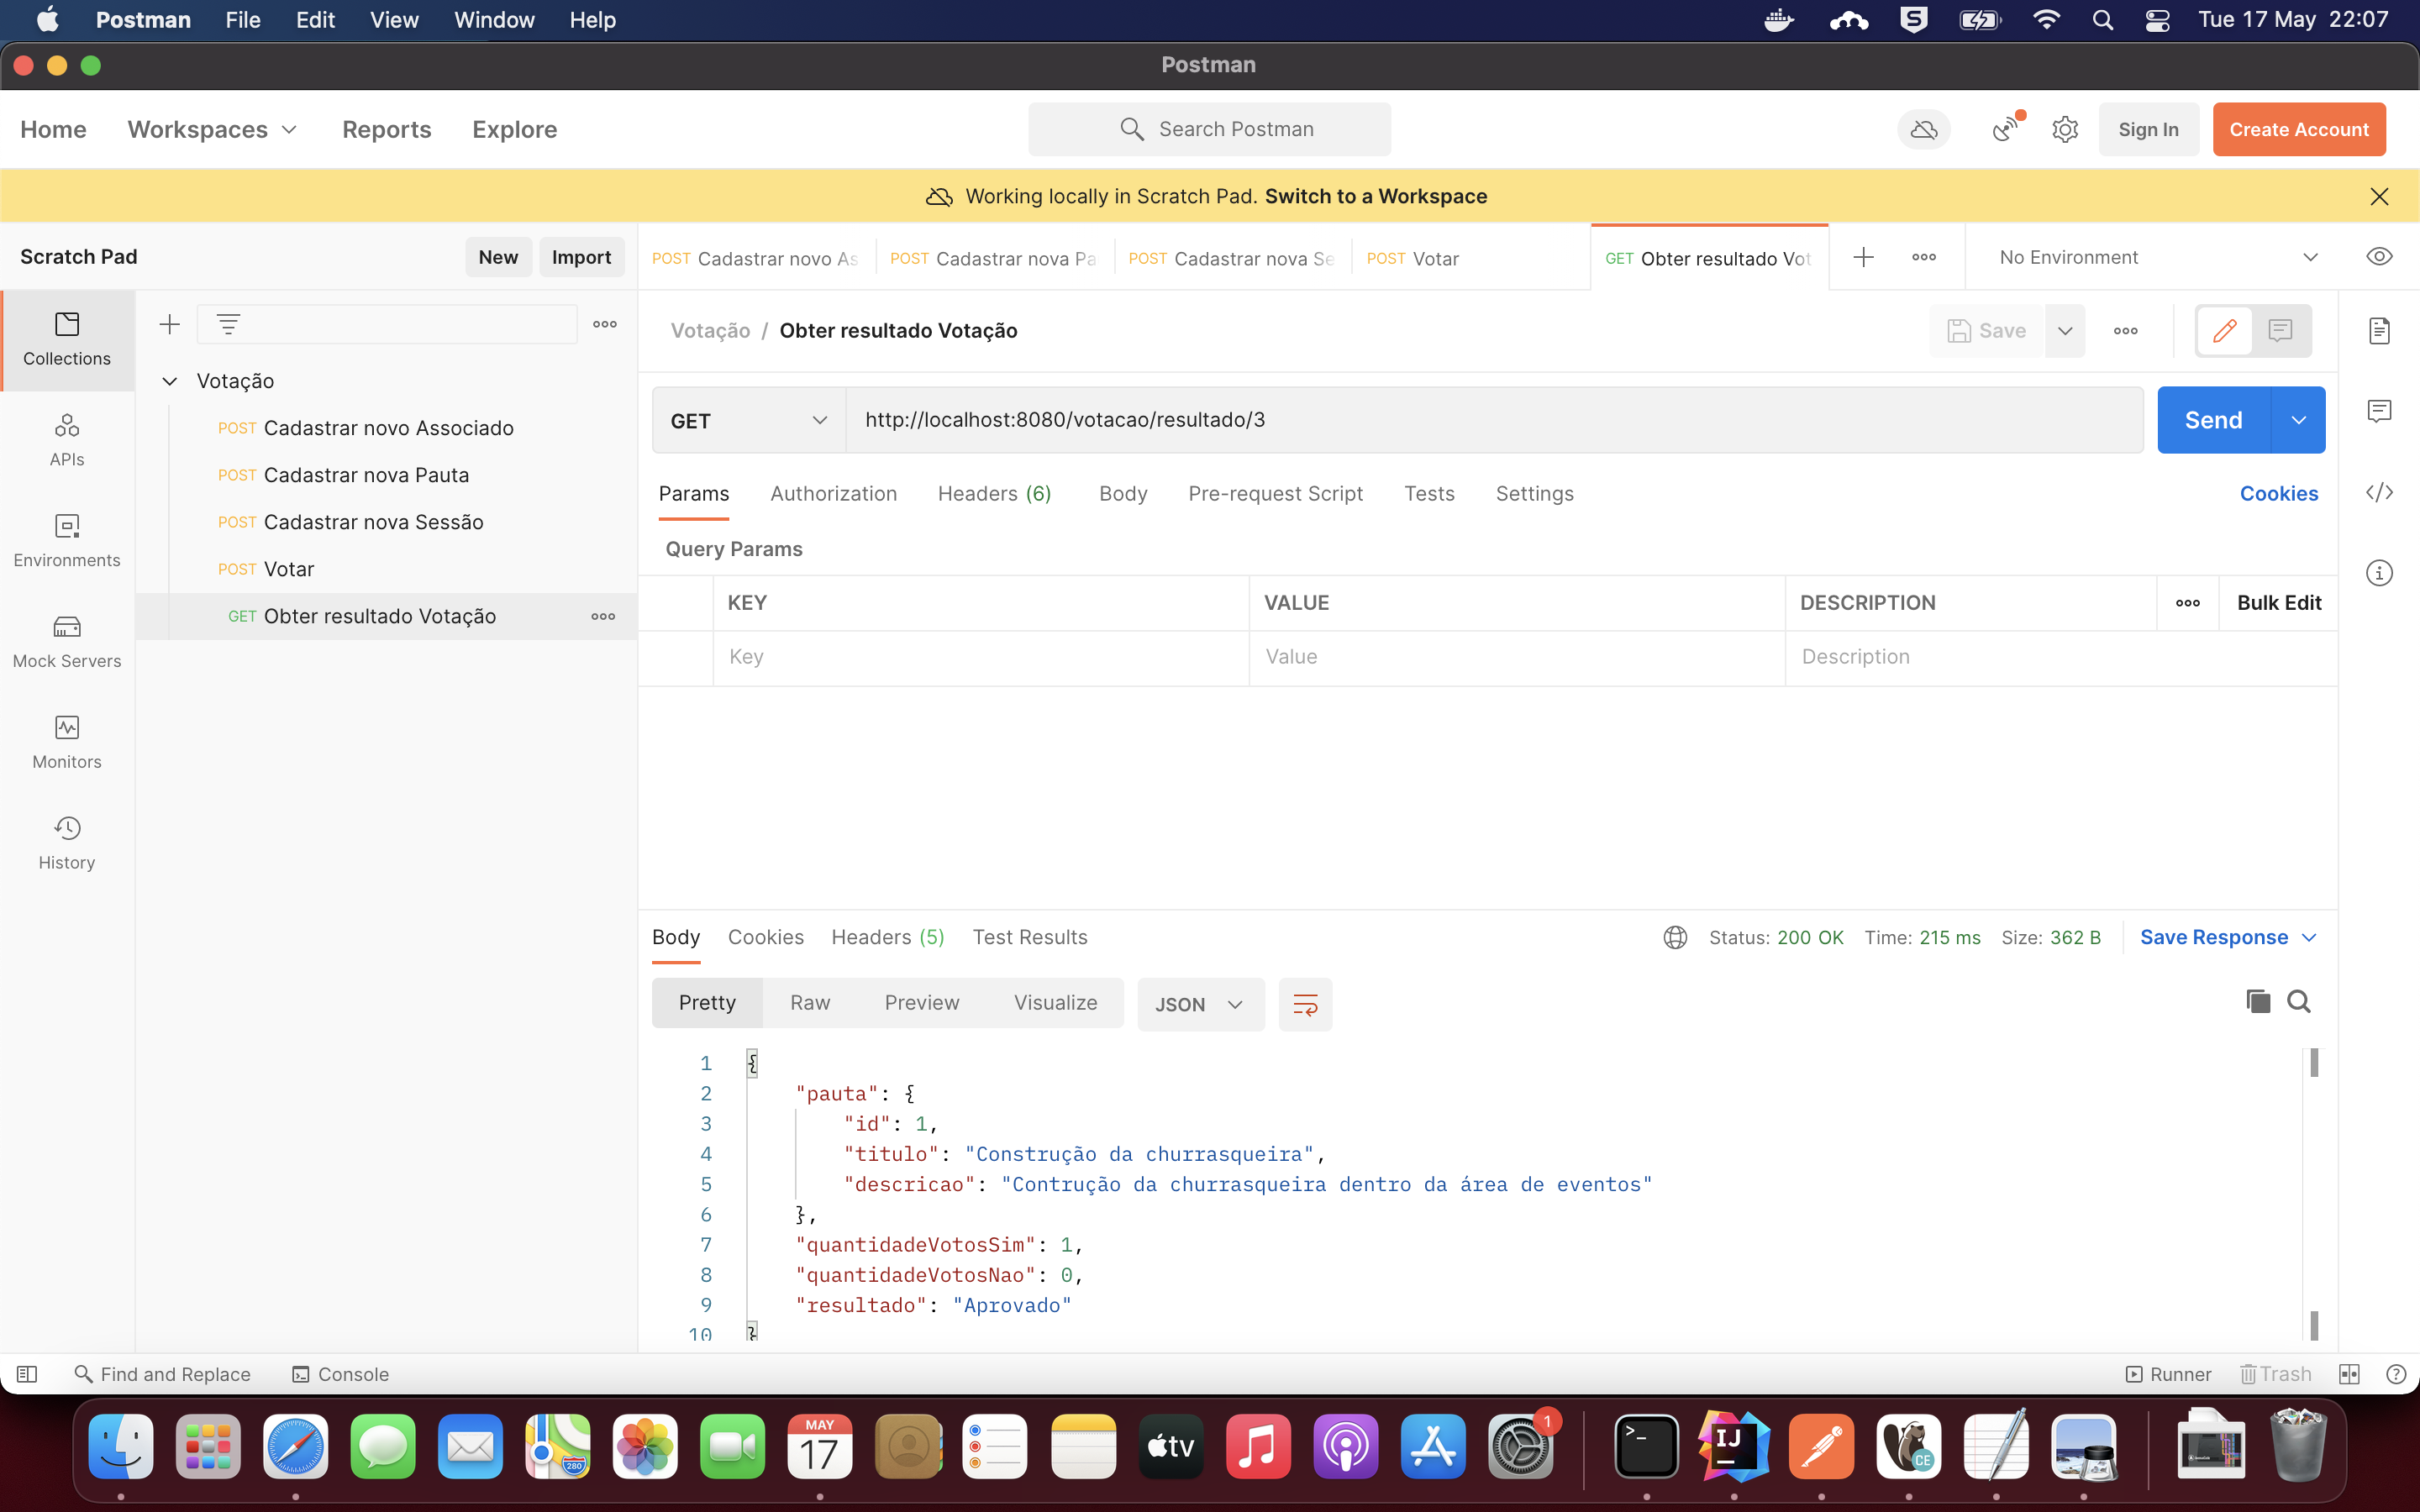 Postman File Edit View Window Help Tue 17 May 22:07
Postman
Home Workspaces Reports Explore Search Postman Sign In Create Account
Working locally in Scratch Pad. Switch to a Workspace
Scratch Pad New Import POST Cadastrar novo As POST Cadastrar nova Pa POST Cadastrar nova Se POST Votar GET Obter resultado Vot No Environment
Collections
APIs
Environments
Mock Servers
Monitors
History
Votação
POST Cadastrar novo Associado
POST Cadastrar nova Pauta
POST Cadastrar nova Sessão
POST Votar
GET Obter resultado Votação
Votação / Obter resultado Votação Save
GET http://localhost:8080/votacao/resultado/3 Send
Params Authorization Headers (6) Body Pre-request Script Tests Settings Cookies
Query Params
KEY VALUE DESCRIPTION Bulk Edit
Key Value Description
Body Cookies Headers (5) Test Results Status: 200 OK Time: 215 ms Size: 362 B Save Response
Pretty Raw Preview Visualize JSON
1 {
2 "pauta": {
3 "id": 1,
4 "titulo": "Construção da churrasqueira",
5 "descricao": "Contrução da churrasqueira dentro da área de eventos"
6 },
7 "quantidadeVotosSim": 1,
8 "quantidadeVotosNao": 0,
9 "resultado": "Aprovado"
10 }
Find and Replace Console Runner Trash
280 MAY 17 tv 1 >_ IJ CE